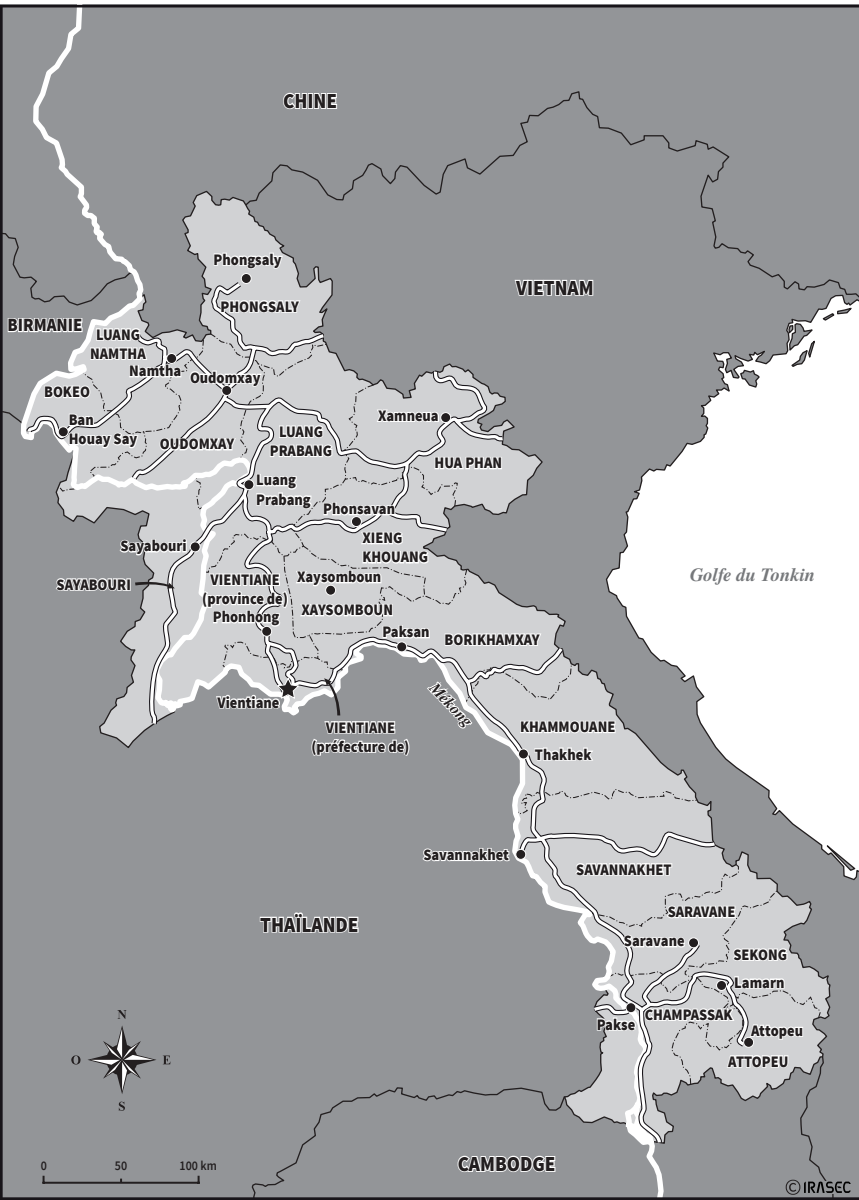 CHINE
Phongsaly
VIETNAM
PHONGSALY
BIRMANIE
LUANG
NAMTHA
Namtha
Oudomxay
BOKEO
Ban
Houay Say
Xamneua
OUDOMXAY
LUANG
PRABANG
HUA PHAN
Luang
Prabang
Phonsavan
Sayabouri
XIENG
KHOUANG
SAYABOURI
VIENTIANE
(province de)
Xaysomboun
XAYSOMBOUN
Golfe du Tonkin
Phonhong
Paksan
BORIKHAMXAY
Vientiane
Mékong
VIENTIANE
(préfecture de)
KHAMMOUANE
Thakhek
Savannakhet
SAVANNAKHET
THAÏLANDE
SARAVANE
Saravane
SEKONG
Lamarn
CHAMPASSAK
Pakse
Attopeu
ATTOPEU
N
O
E
S
0 50 100 km
CAMBODGE
© IRASEC